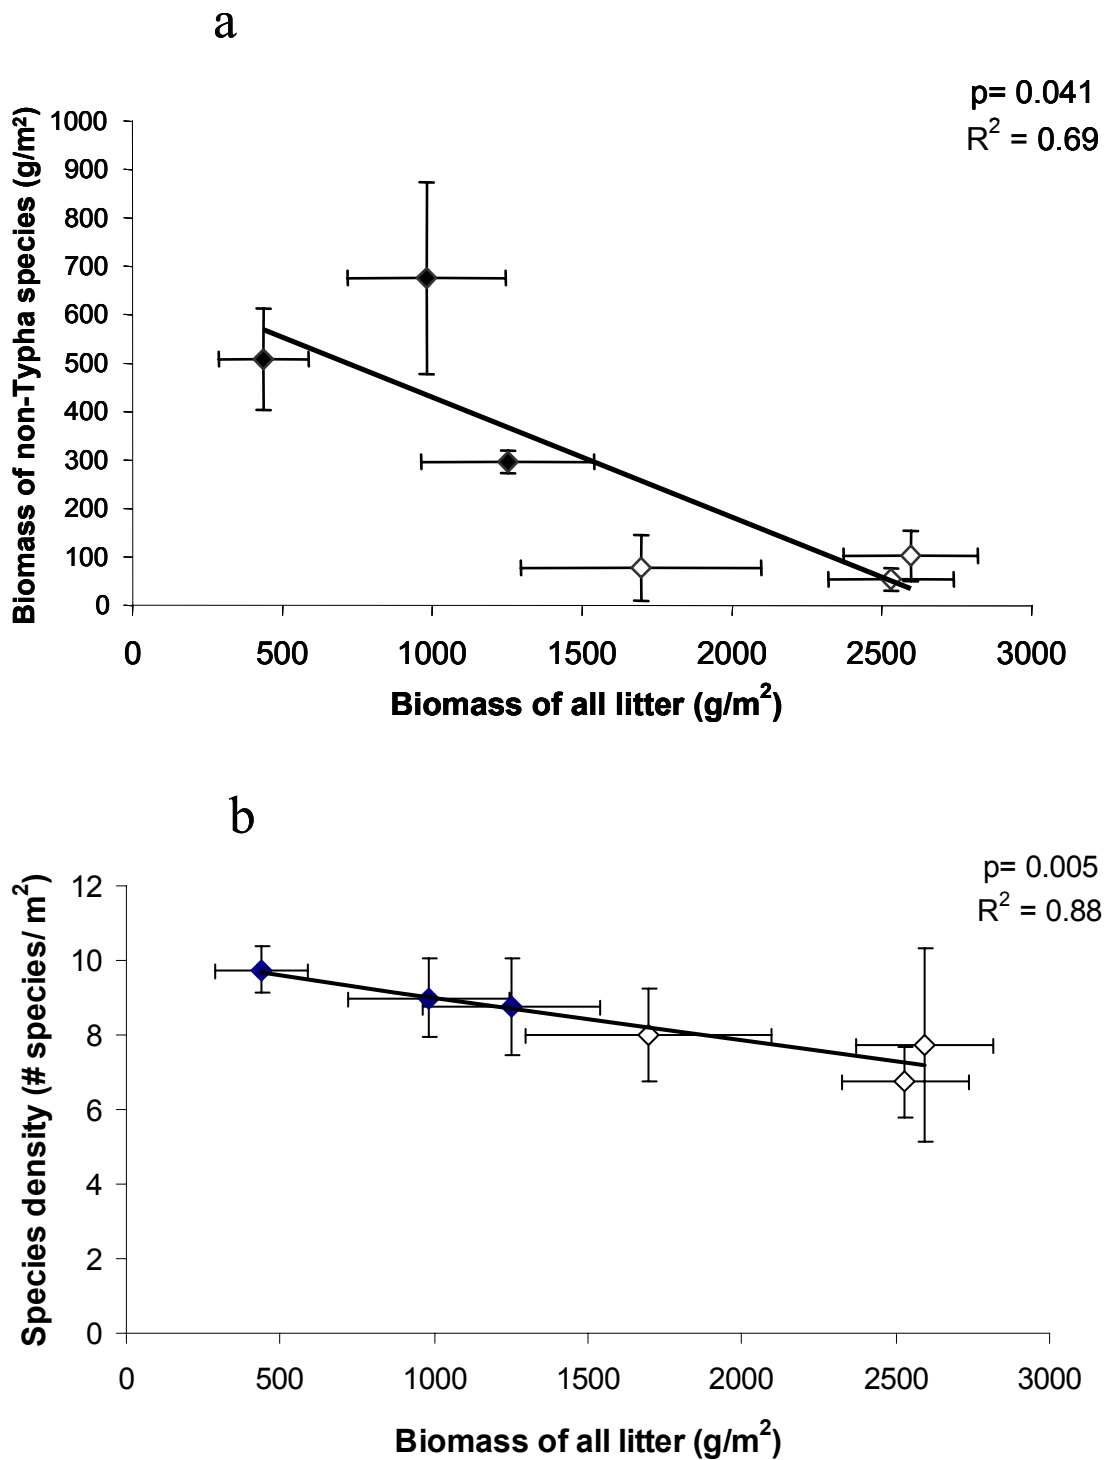 a
p= 0.041
R² = 0.69
Biomass of non-Typha species (g/m²)
1000
900
800
700
600
500
400
300
200
100
0
0 500 1000 1500 2000 2500 3000
Biomass of all litter (g/m²)
b
p= 0.005
R² = 0.88
Species density (# species/ m²)
12
10
8
6
4
2
0
0 500 1000 1500 2000 2500 3000
Biomass of all litter (g/m²)